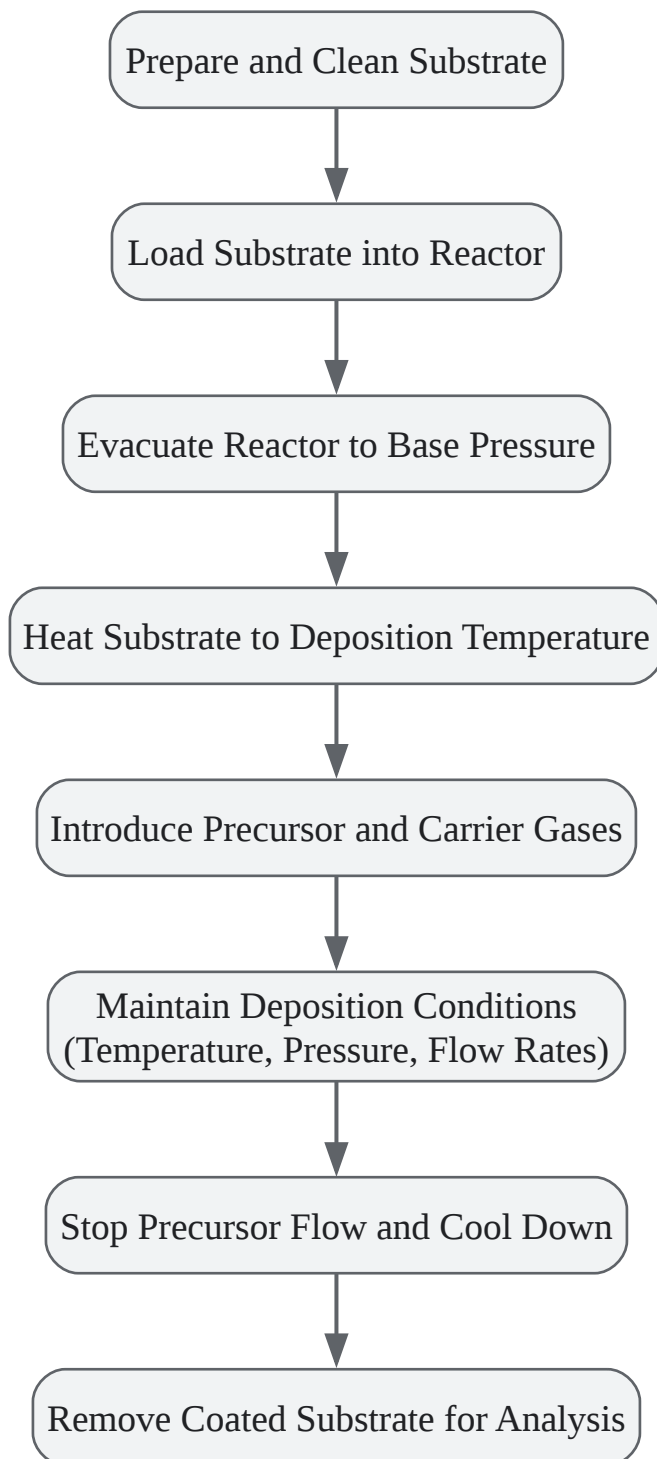 Prepare and Clean Substrate
Load Substrate into Reactor
Evacuate Reactor to Base Pressure
Heat Substrate to Deposition Temperature
Introduce Precursor and Carrier Gases
Maintain Deposition Conditions
(Temperature, Pressure, Flow Rates)
Stop Precursor Flow and Cool Down
Remove Coated Substrate for Analysis